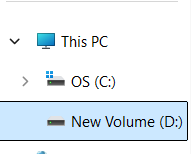 This PC
OS (C:)
New Volume (D:)